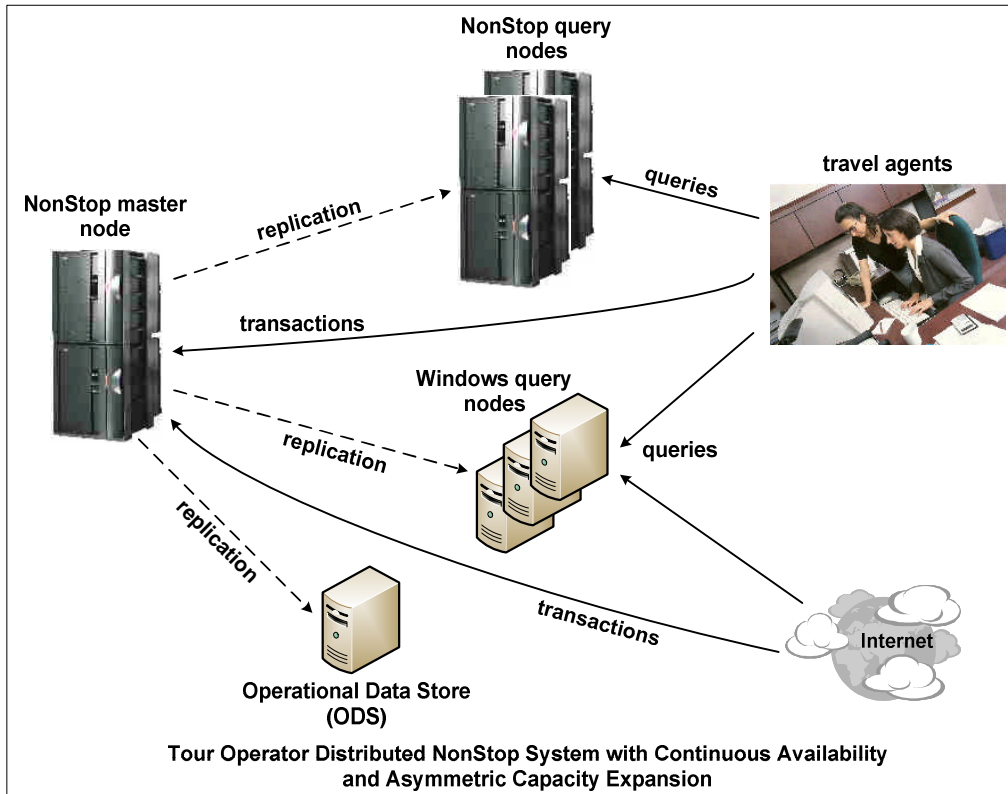 NonStop query
nodes
travel agents
queries
NonStop master
node
replication
transactions
Windows query
nodes
replication
queries
replication
transactions
Internet
Operational Data Store
(ODS)
Tour Operator Distributed NonStop System with Continuous Availability
and Asymmetric Capacity Expansion